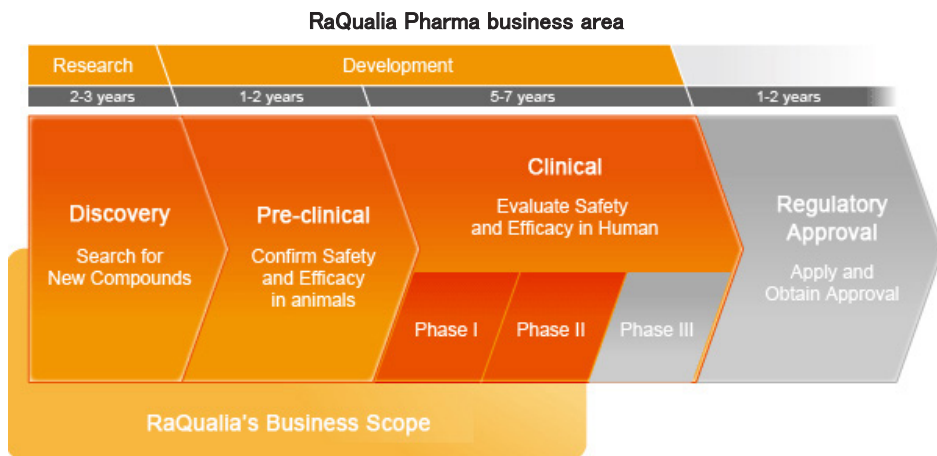 RaQualia Pharma business area
Research
Development
2-3 years
1-2 years
5-7 years
1-2 years
Discovery
Search for
New Compounds
Pre-clinical
Confirm Safety
and Efficacy
in animals
Clinical
Evaluate Safety
and Efficacy in Human
Phase I
Phase II
Phase III
Regulatory
Approval
Apply and
Obtain Approval
RaQualia's Business Scope